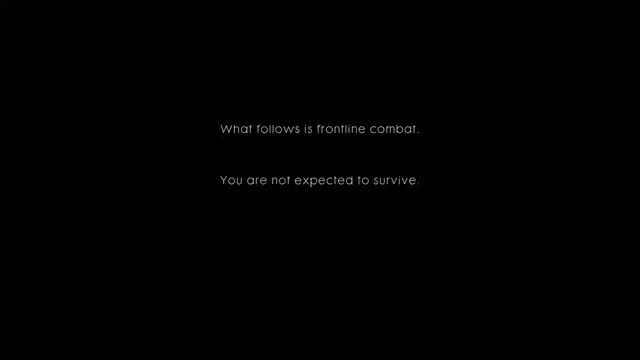 What follows is frontline combat.
You are not expected to survive.